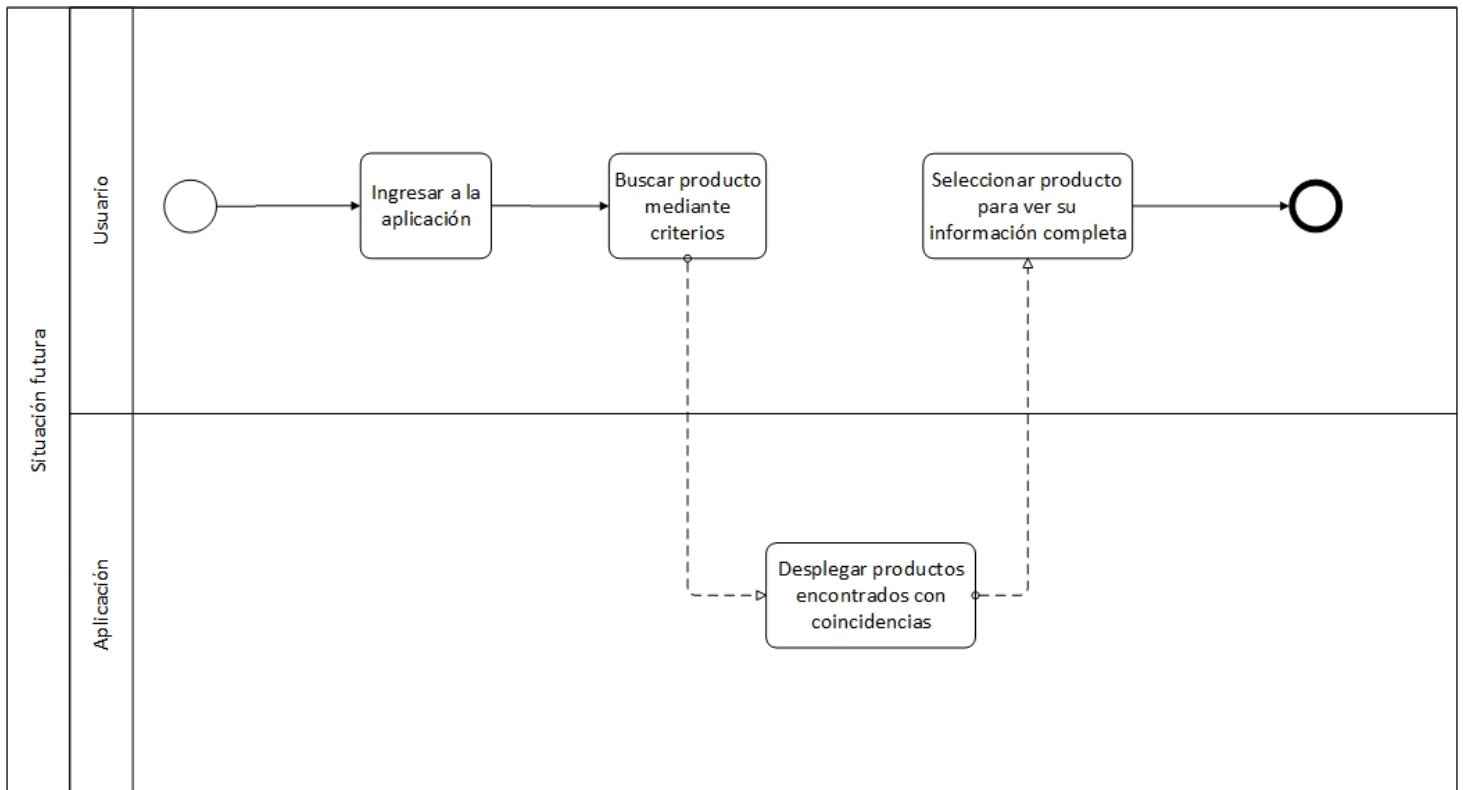 Situación futura
Usuario
Ingresar a la
aplicación
Buscar producto
mediante
criterios
Seleccionar producto
para ver su
información completa
Aplicación
Desplegar productos
encontrados con
coincidencias